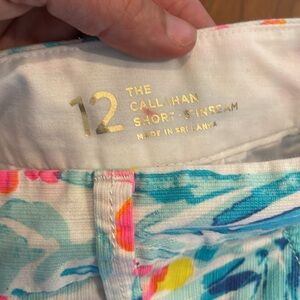 12
THE
CALLAHAN
SHORT · 5" INSEAM
MADE IN SRI LANKA